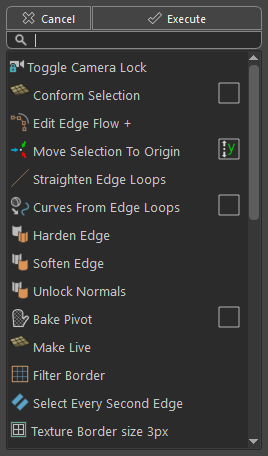 Cancel
Execute
Toggle Camera Lock
Conform Selection
Edit Edge Flow +
Move Selection To Origin
y
Straighten Edge Loops
Curves From Edge Loops
Harden Edge
Soften Edge
Unlock Normals
Bake Pivot
Make Live
Filter Border
Select Every Second Edge
Texture Border size 3px